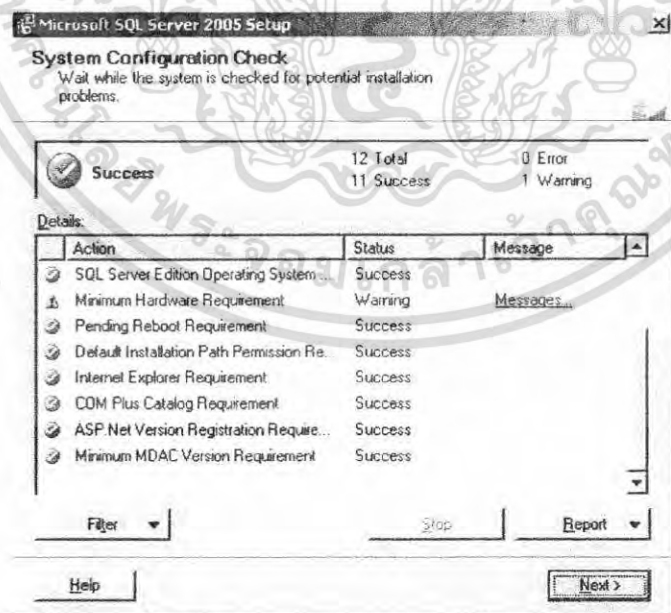 Microsoft SQL Server 2005 Setup
System Configuration Check
Wait while the system is checked for potential installation
problems.
Success
12 Total
0 Error
11 Success
1 Warning
Details:
Action Status Message
SQL Server Edition Operating System ... Success
Minimum Hardware Requirement Warning Messages...
Pending Reboot Requirement Success
Default Installation Path Permission Re. Success
Internet Explorer Requirement Success
COM Plus Catalog Requirement Success
ASP.Net Version Registration Require... Success
Minimum MDAC Version Requirement Success
Filter
Stop
Report
Help
Next >